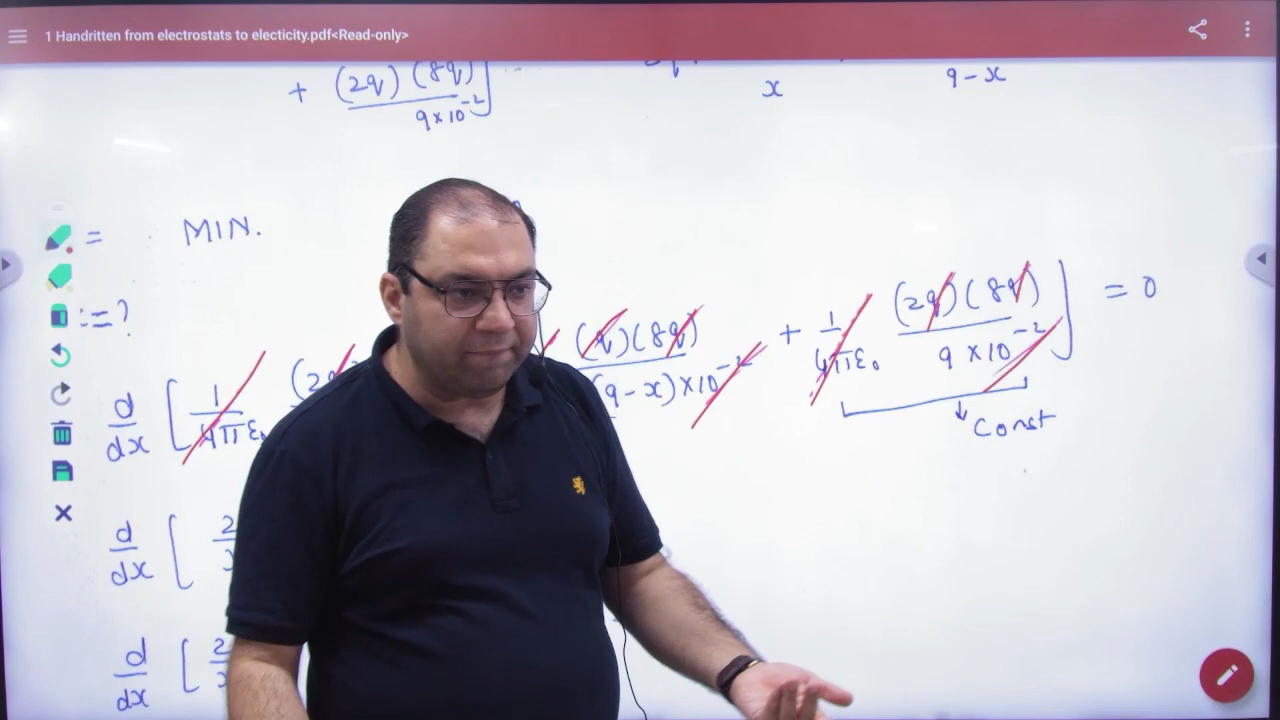 1 Handritten from electrostats to electicity.pdf<Read-only>
+ (2q) (8q) ]
9×10⁻²
x 9-x
= MIN.
:=?
d/dx [ 1/4πε₀ (2q (q)(8q)/(9-x)×10⁻² + 1/4πε₀ (2q)(8q)/9×10⁻² ] = 0
↓ Const
d/dx [ 2
d/dx [ 2